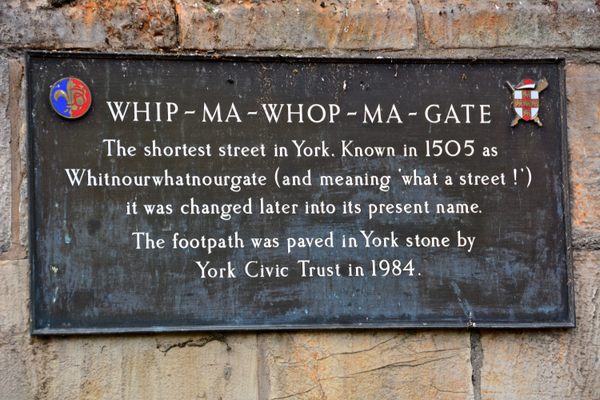 WHIP-MA-WHOP-MA-GATE
The shortest street in York. Known in 1505 as
Whitnourwhatnourgate (and meaning 'what a street!')
it was changed later into its present name.
The footpath was paved in York stone by
York Civic Trust in 1984.